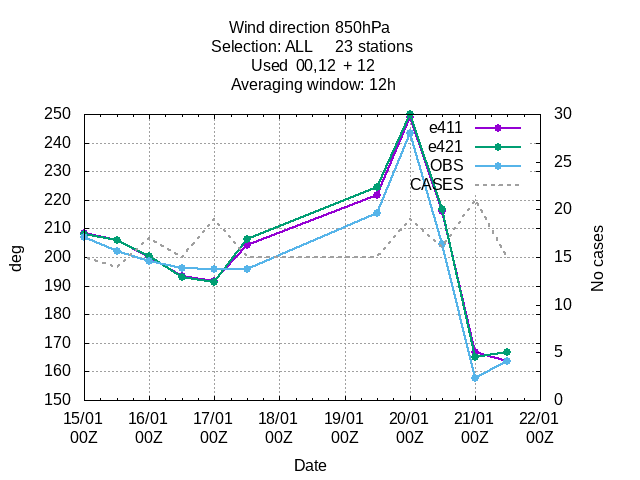 Wind direction 850hPa
Selection: ALL 23 stations
Used 00,12 + 12
Averaging window: 12h
250 30
e411
240
e421
25
230
OBS
220
CASES
20
210
200 15
190
10
180
170
5
160
150 0
deg
No cases
15/01 16/01 17/01 18/01 19/01 20/01 21/01 22/01
00Z 00Z 00Z 00Z 00Z 00Z 00Z 00Z
Date